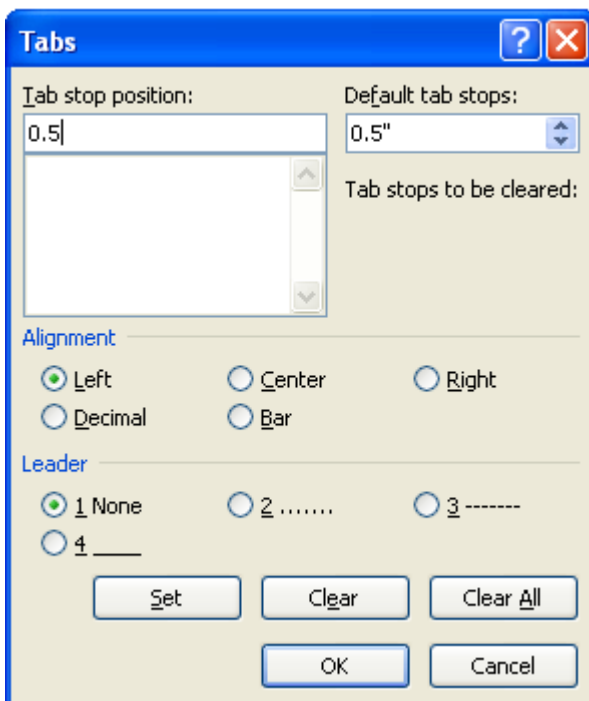 Tabs
Tab stop position: Default tab stops:
0.5 0.5"
Tab stops to be cleared:
Alignment
Left Center Right
Decimal Bar
Leader
1 None 2 ....... 3 -------
4 ____
Set Clear Clear All
OK Cancel